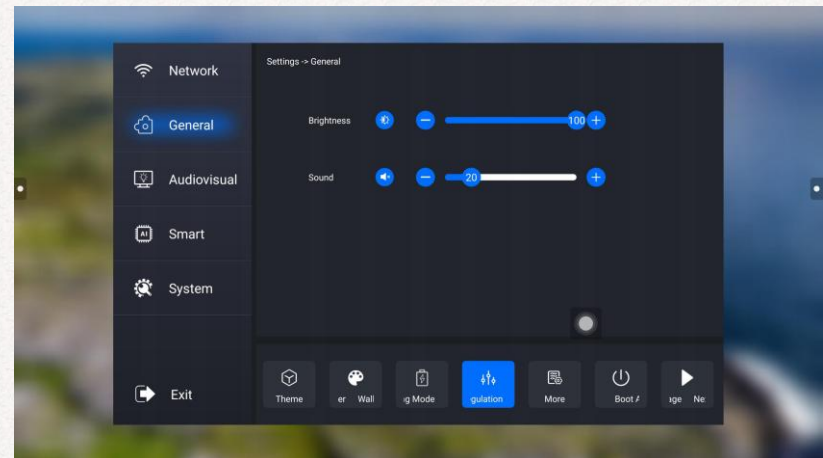 Network
General
Audiovisual
AI
Smart
System
Exit
Settings -> General
Brightness
100
Sound
20
Theme
er Wall
g Mode
gulation
More
Boot
age Ne